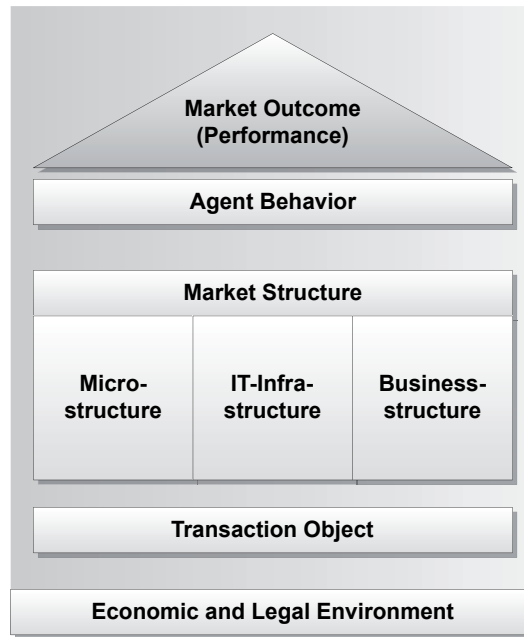 Market Outcome
(Performance)
Agent Behavior
Market Structure
Micro-
structure
IT-Infra-
structure
Business-
structure
Transaction Object
Economic and Legal Environment